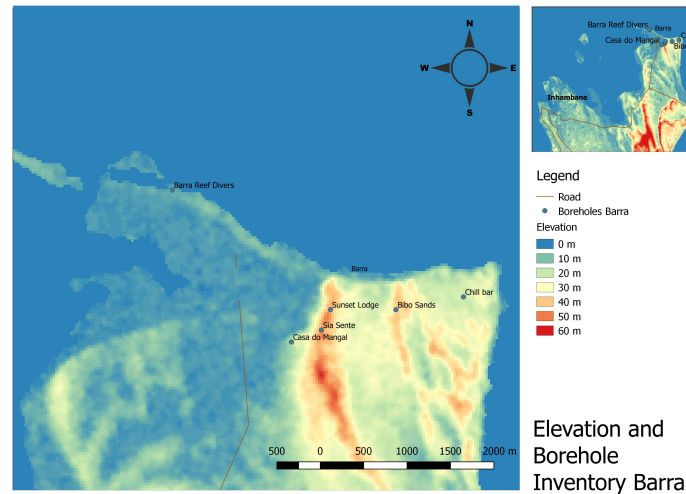 N
W
E
S
Barra Reef Divers
Barra
Sunset Lodge
Bibo Sands
Chill bar
Sia Sente
Casa do Mangal
500 0 500 1000 1500 2000 m
Barra Reef Divers
Barra
Casa do Mangal
C
Bibo
Inhambane
Legend
Road
Boreholes Barra
Elevation
0 m
10 m
20 m
30 m
40 m
50 m
60 m
Elevation and
Borehole
Inventory Barra